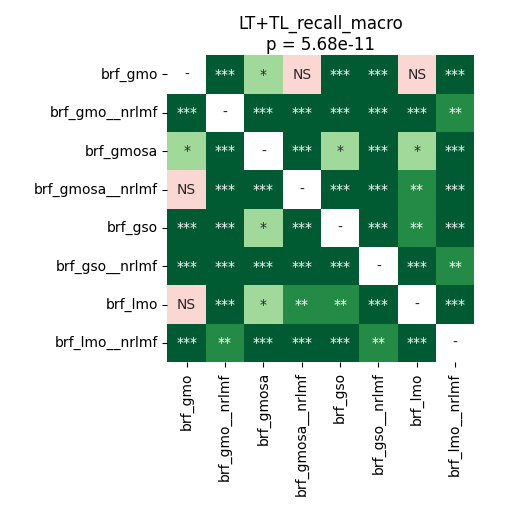 LT+TL_recall_macro
p = 5.68e-11
brf_gmo - *** * NS *** *** NS ***
brf_gmo__nrlmf *** - *** *** *** *** *** **
brf_gmosa * *** - *** * *** * ***
brf_gmosa__nrlmf NS *** *** - *** *** ** ***
brf_gso *** *** * *** - *** ** ***
brf_gso__nrlmf *** *** *** *** *** - *** **
brf_lmo NS *** * ** ** *** - ***
brf_lmo__nrlmf *** ** *** *** *** ** *** -
brf_gmo
brf_gmo__nrlmf
brf_gmosa
brf_gmosa__nrlmf
brf_gso
brf_gso__nrlmf
brf_lmo
brf_lmo__nrlmf